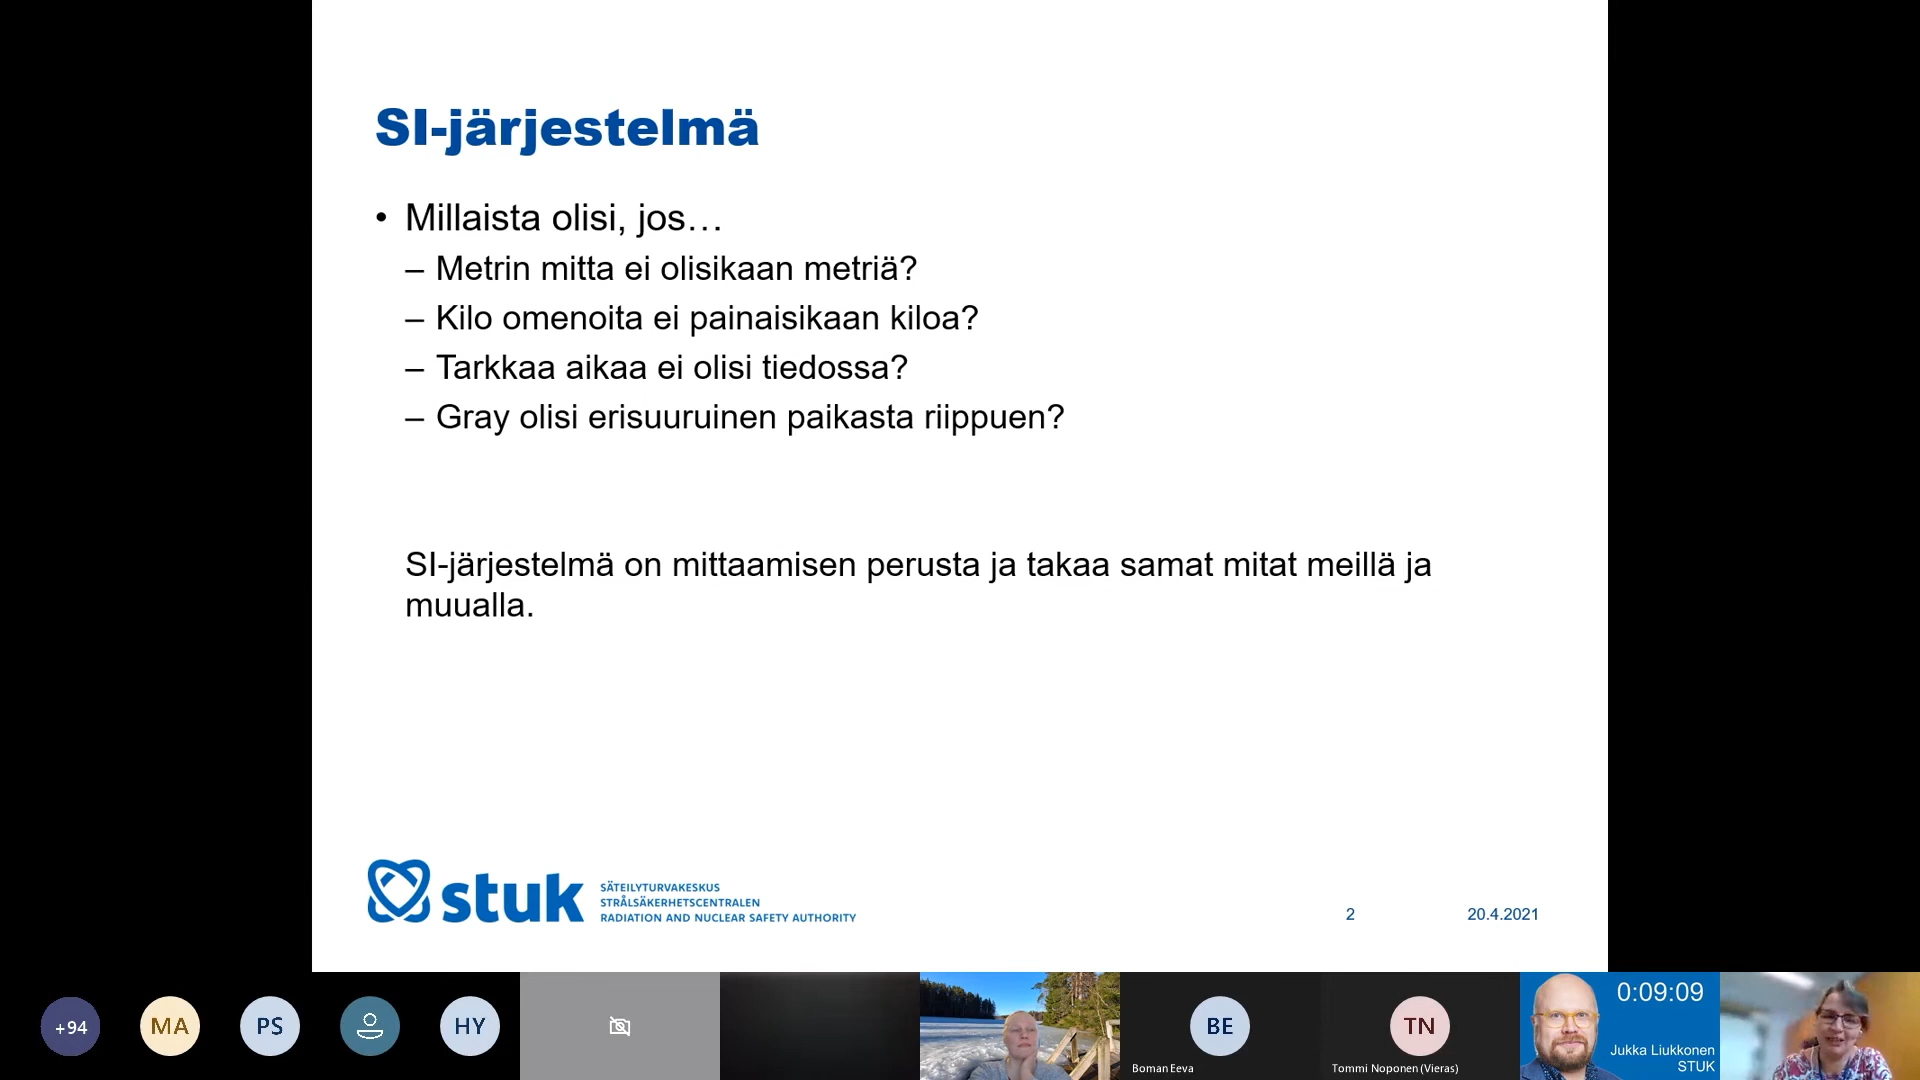 SI-järjestelmä
• Millaista olisi, jos…
– Metrin mitta ei olisikaan metriä?
– Kilo omenoita ei painaisikaan kiloa?
– Tarkkaa aikaa ei olisi tiedossa?
– Gray olisi erisuuruinen paikasta riippuen?
SI-järjestelmä on mittaamisen perusta ja takaa samat mitat meillä ja
muualla.
stuk
SÄTEILYTURVAKESKUS
STRÅLSÄKERHETSCENTRALEN
RADIATION AND NUCLEAR SAFETY AUTHORITY
2
20.4.2021
+94
MA
PS
HY
BE
Boman Eeva
TN
Tommi Noponen (Vieras)
0:09:09
Jukka Liukkonen
STUK